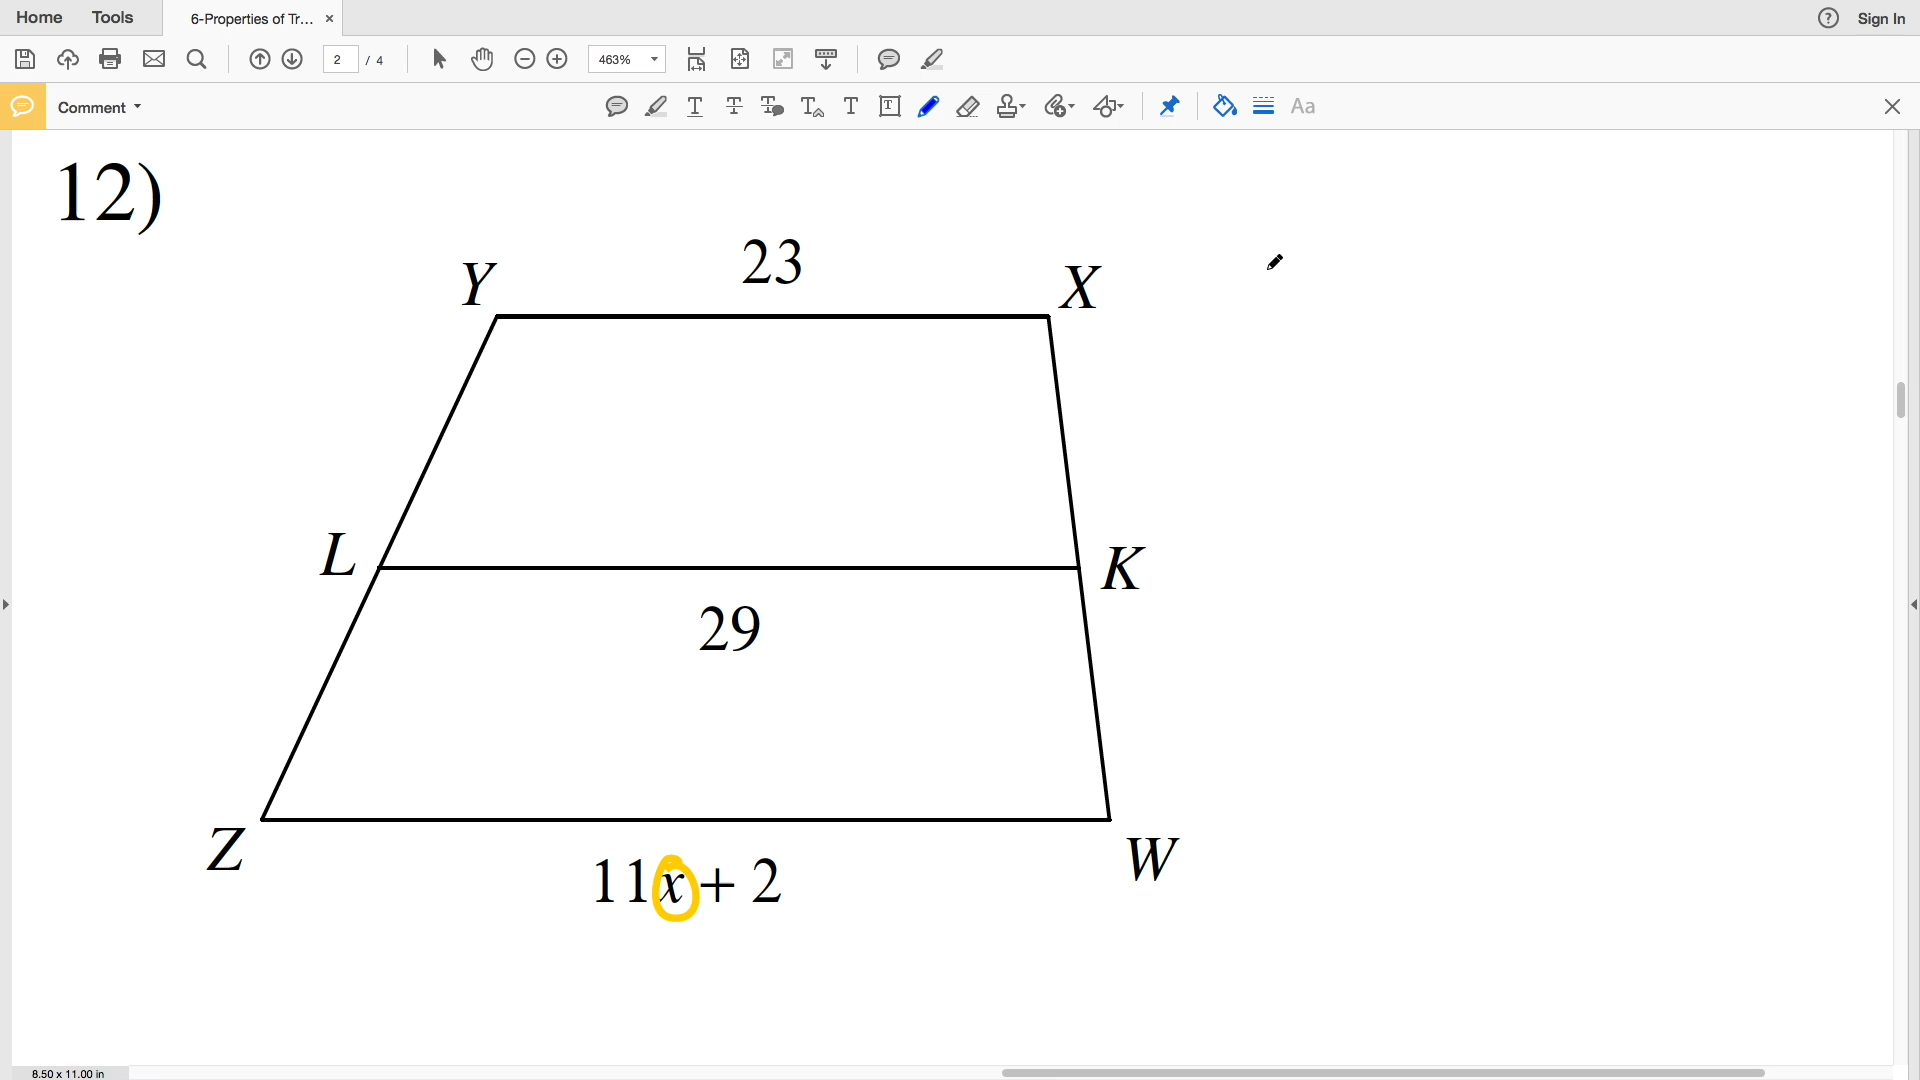 Home Tools 6-Properties of Tr... × ? Sign In
2 / 4 463%
Comment T T T T T T Aa
12)
23
Y X
L K
29
Z W
11x + 2
8.50 x 11.00 in